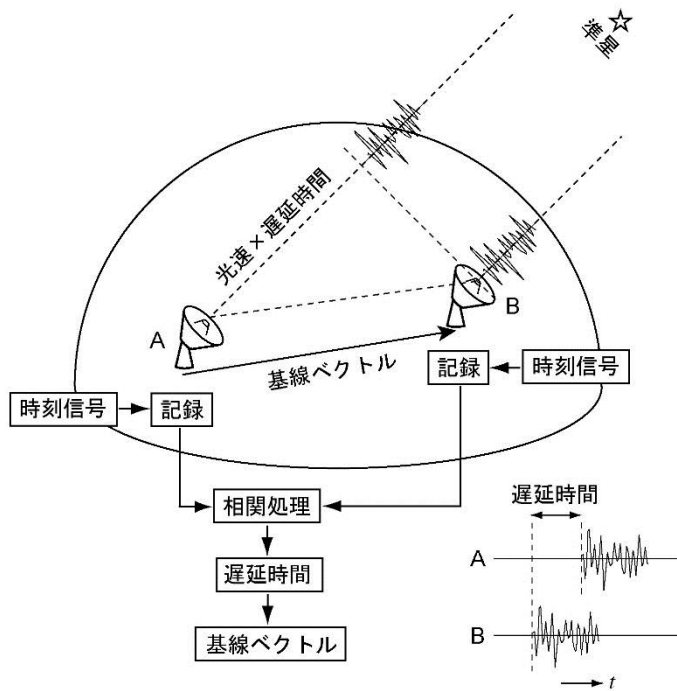 準星
光速×遅延時間
A
B
基線ベクトル
時刻信号
記録
記録
時刻信号
相関処理
遅延時間
基線ベクトル
遅延時間
A
B
t